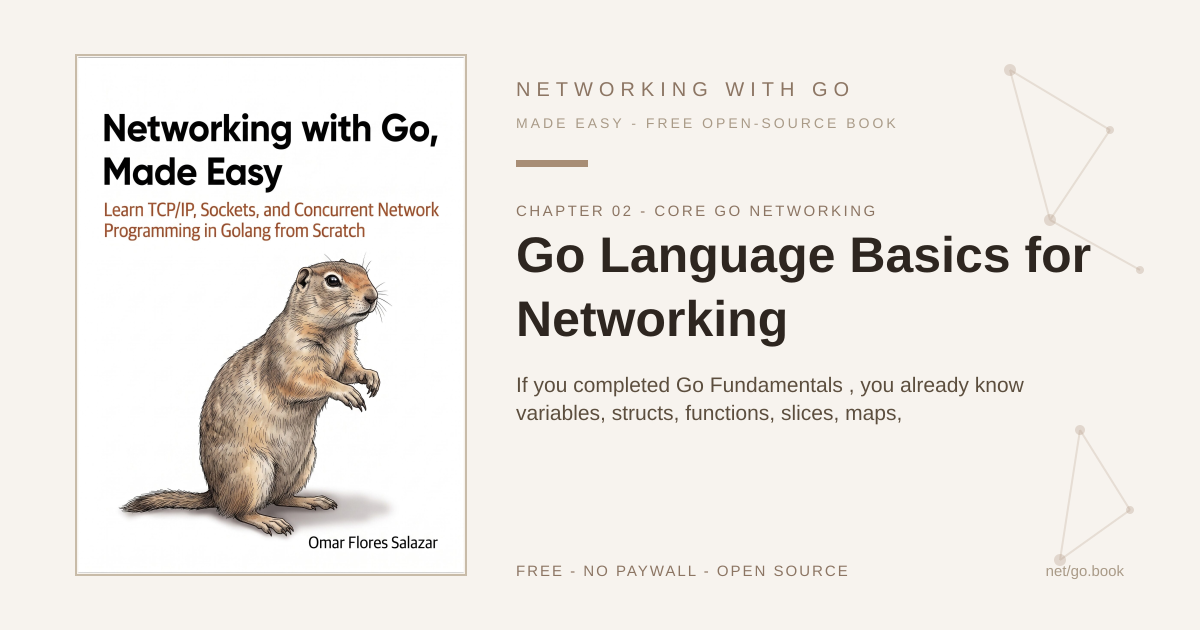 Networking with Go,
Made Easy
Learn TCP/IP, Sockets, and Concurrent Network
Programming in Golang from Scratch
Omar Flores Salazar
NETWORKING WITH GO
MADE EASY - FREE OPEN-SOURCE BOOK
CHAPTER 02 - CORE GO NETWORKING
Go Language Basics for
Networking
If you completed Go Fundamentals , you already know
variables, structs, functions, slices, maps,
FREE - NO PAYWALL - OPEN SOURCE
net/go.book